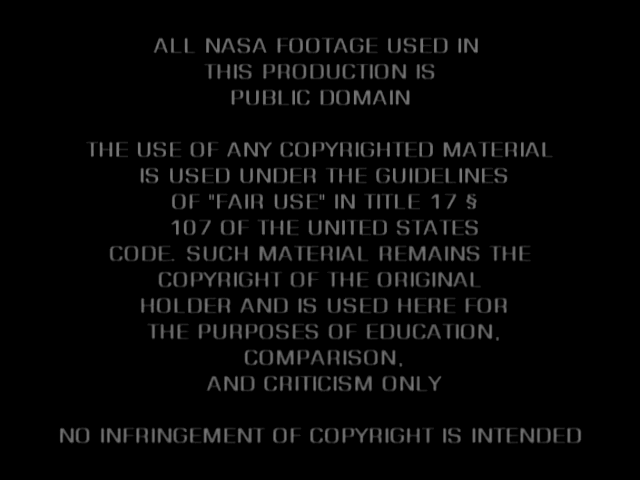 ALL NASA FOOTAGE USED IN
THIS PRODUCTION IS
PUBLIC DOMAIN
THE USE OF ANY COPYRIGHTED MATERIAL
IS USED UNDER THE GUIDELINES
OF "FAIR USE" IN TITLE 17 §
107 OF THE UNITED STATES
CODE. SUCH MATERIAL REMAINS THE
COPYRIGHT OF THE ORIGINAL
HOLDER AND IS USED HERE FOR
THE PURPOSES OF EDUCATION,
COMPARISON,
AND CRITICISM ONLY
NO INFRINGEMENT OF COPYRIGHT IS INTENDED